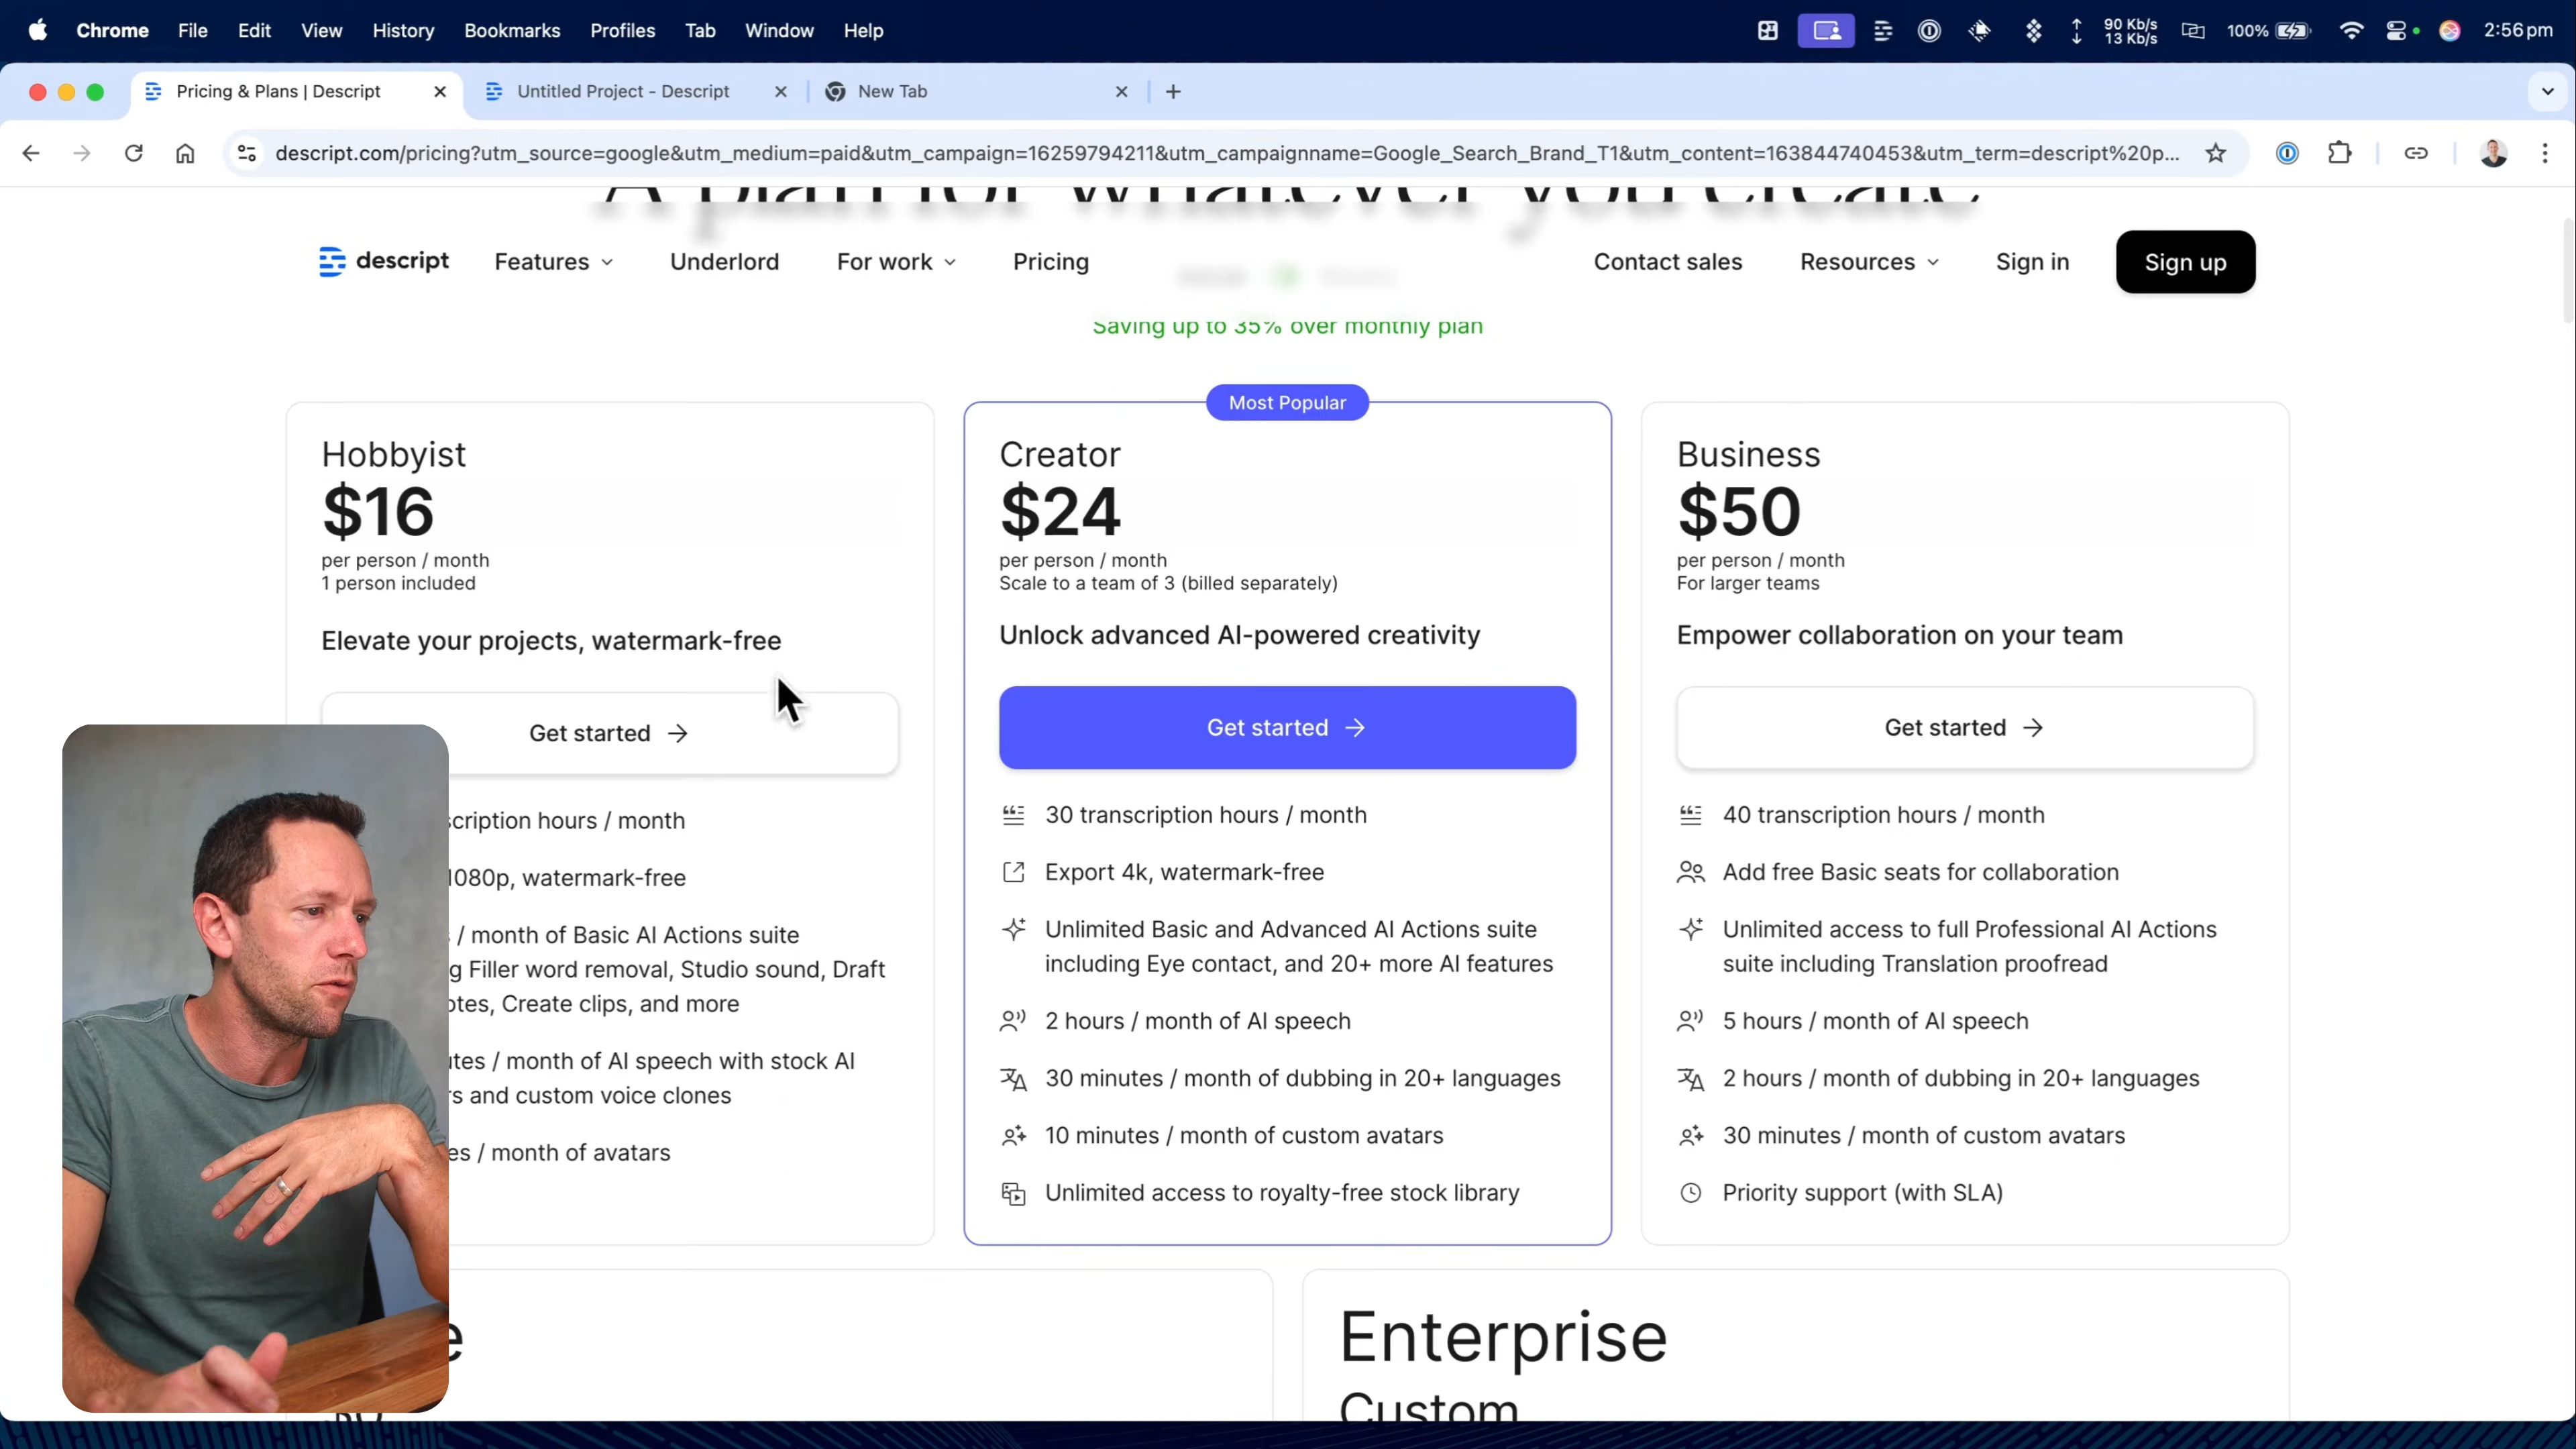 Chrome File Edit View History Bookmarks Profiles Tab Window Help
90 Kb/s
13 Kb/s
100%
2:56 pm
Pricing & Plans | Descript
Untitled Project - Descript
New Tab
descript.com/pricing?utm_source=google&utm_medium=paid&utm_campaign=16259794211&utm_campaignname=Google_Search_Brand_T1&utm_content=163844740453&utm_term=descript%20p...
A plan for whatever you create
descript Features Underlord For work Pricing Contact sales Resources Sign in Sign up
Saving up to 35% over monthly plan
Hobbyist
$16
per person / month
1 person included
Elevate your projects, watermark-free
Get started →
scription hours / month
1080p, watermark-free
/ month of Basic AI Actions suite
g Filler word removal, Studio sound, Draft
otes, Create clips, and more
utes / month of AI speech with stock AI
rs and custom voice clones
es / month of avatars
Most Popular
Creator
$24
per person / month
Scale to a team of 3 (billed separately)
Unlock advanced AI-powered creativity
Get started →
30 transcription hours / month
Export 4k, watermark-free
Unlimited Basic and Advanced AI Actions suite
including Eye contact, and 20+ more AI features
2 hours / month of AI speech
30 minutes / month of dubbing in 20+ languages
10 minutes / month of custom avatars
Unlimited access to royalty-free stock library
Business
$50
per person / month
For larger teams
Empower collaboration on your team
Get started →
40 transcription hours / month
Add free Basic seats for collaboration
Unlimited access to full Professional AI Actions
suite including Translation proofread
5 hours / month of AI speech
2 hours / month of dubbing in 20+ languages
30 minutes / month of custom avatars
Priority support (with SLA)
e
Enterprise
Custom